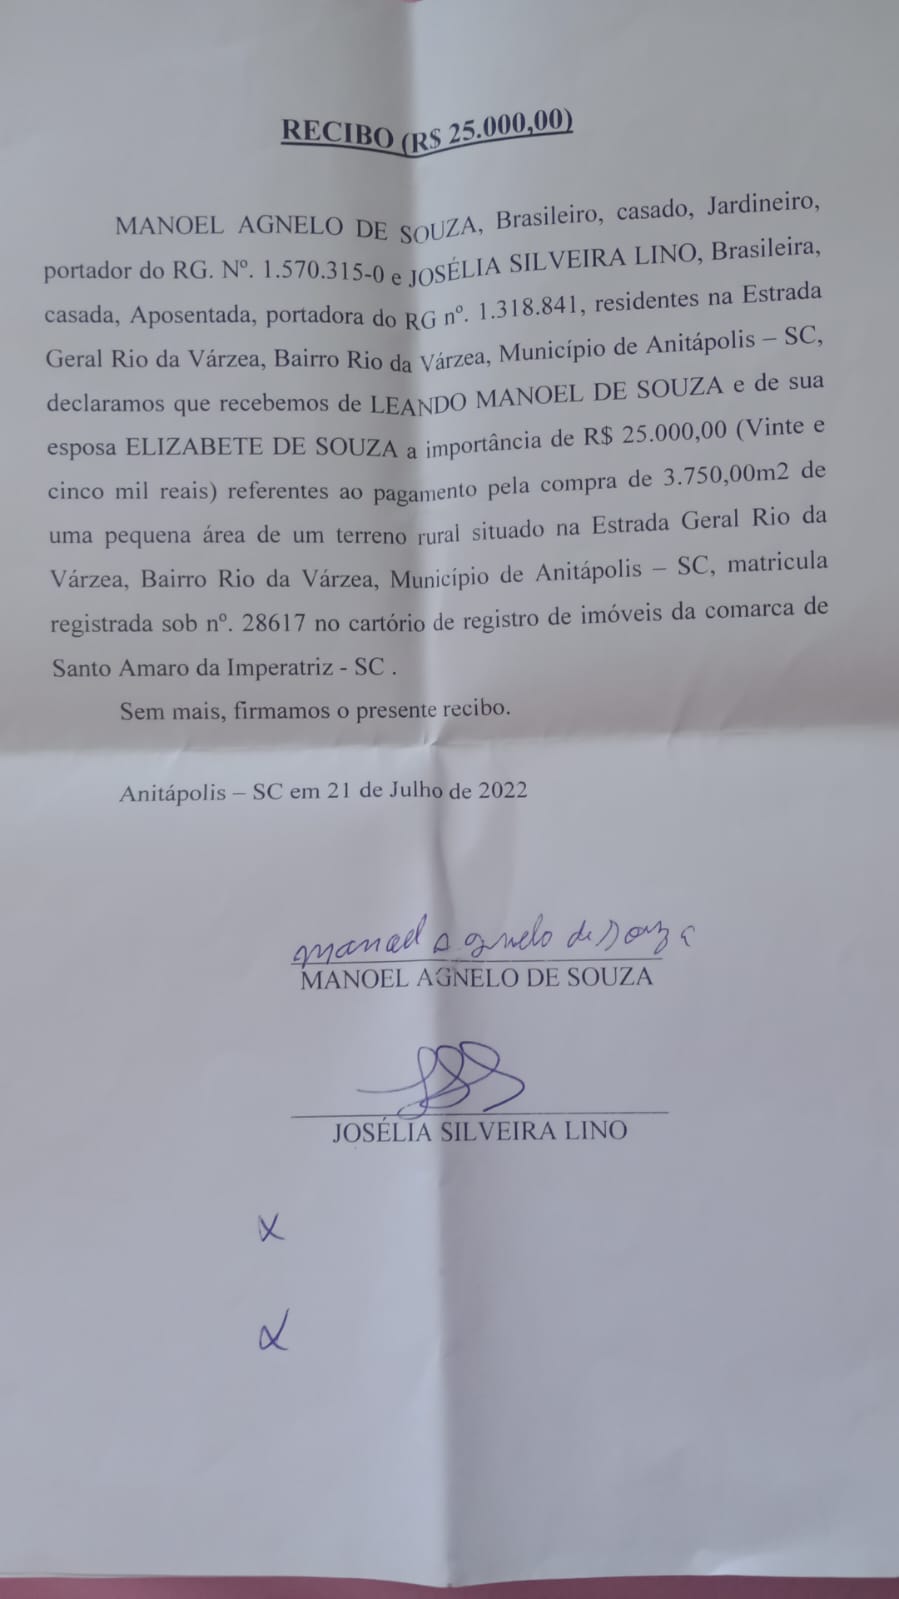 RECIBO (R$ 25.000,00)
MANOEL AGNELO DE SOUZA, Brasileiro, casado, Jardineiro,
portador do RG. Nº. 1.570.315-0 e JOSÉLIA SILVEIRA LINO, Brasileira,
casada, Aposentada, portadora do RG nº. 1.318.841, residentes na Estrada
Geral Rio da Várzea, Bairro Rio da Várzea, Município de Anitápolis – SC,
declaramos que recebemos de LEANDO MANOEL DE SOUZA e de sua
esposa ELIZABETE DE SOUZA a importância de R$ 25.000,00 (Vinte e
cinco mil reais) referentes ao pagamento pela compra de 3.750,00m2 de
uma pequena área de um terreno rural situado na Estrada Geral Rio da
Várzea, Bairro Rio da Várzea, Município de Anitápolis – SC, matricula
registrada sob nº. 28617 no cartório de registro de imóveis da comarca de
Santo Amaro da Imperatriz - SC .
Sem mais, firmamos o presente recibo.
Anitápolis – SC em 21 de Julho de 2022
manoel agnelo de souza
MANOEL AGNELO DE SOUZA
JOSÉLIA SILVEIRA LINO
x
x